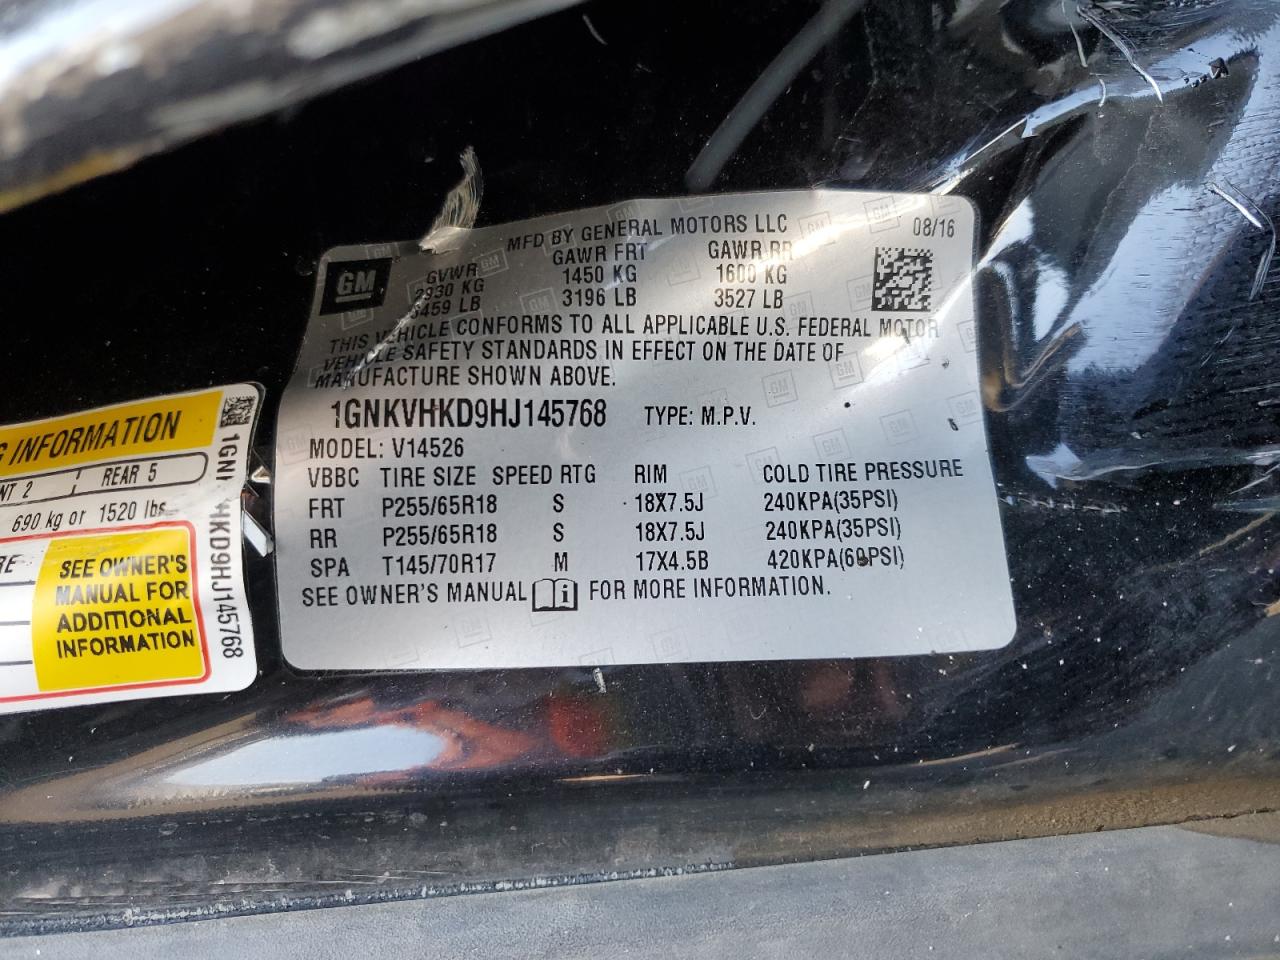 MFD BY GENERAL MOTORS LLC 08/16
GM
GVWR GAWR FRT GAWR RR
2930 KG 1450 KG 1600 KG
6459 LB 3196 LB 3527 LB
THIS VEHICLE CONFORMS TO ALL APPLICABLE U.S. FEDERAL MOTOR
VEHICLE SAFETY STANDARDS IN EFFECT ON THE DATE OF
MANUFACTURE SHOWN ABOVE.
1GNKVHKD9HJ145768 TYPE: M.P.V.
MODEL: V14526
VBBC TIRE SIZE SPEED RTG RIM COLD TIRE PRESSURE
FRT P255/65R18 S 18X7.5J 240KPA(35PSI)
RR P255/65R18 S 18X7.5J 240KPA(35PSI)
SPA T145/70R17 M 17X4.5B 420KPA(60PSI)
SEE OWNER'S MANUAL i FOR MORE INFORMATION.
INFORMATION
2 REAR 5
690 kg or 1520 lbs
SEE OWNER'S
MANUAL FOR
ADDITIONAL
INFORMATION
HKD9HJ145768